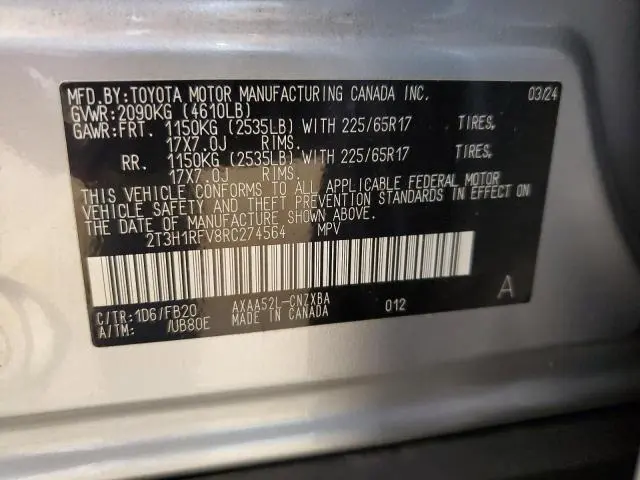 MFD.BY:TOYOTA MOTOR MANUFACTURING CANADA INC. 03/24
GVWR:2090KG (4610LB)
GAWR:FRT. 1150KG (2535LB) WITH 225/65R17 TIRES,
17X7.0J RIMS.
RR. 1150KG (2535LB) WITH 225/65R17 TIRES,
17X7.0J RIMS.
THIS VEHICLE CONFORMS TO ALL APPLICABLE FEDERAL MOTOR
VEHICLE SAFETY AND THEFT PREVENTION STANDARDS IN EFFECT ON
THE DATE OF MANUFACTURE SHOWN ABOVE.
2T3H1RFV8RC274564 MPV
C/TR:1D6/FB20 AXAA52L-CNZXBA 012 A
A/TM: /UB80E MADE IN CANADA